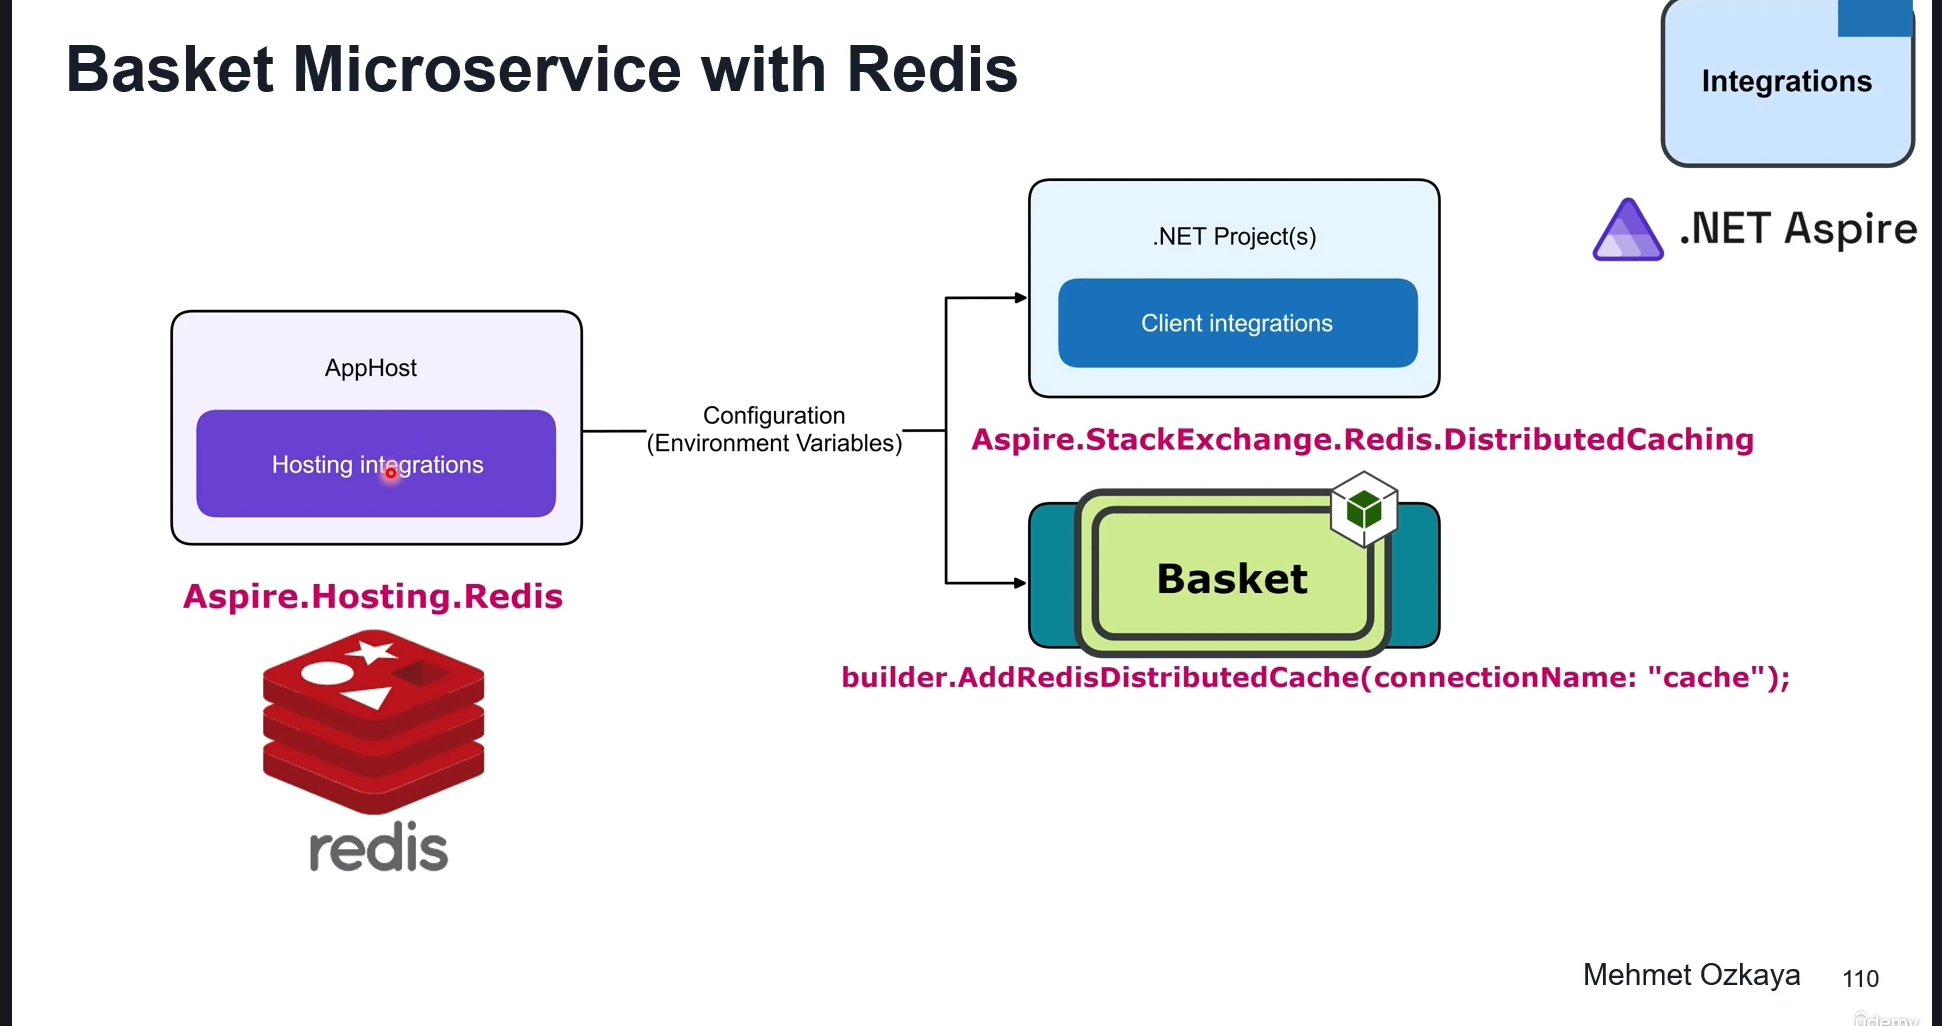 Basket Microservice with Redis
Integrations
.NET Aspire
.NET Project(s)
Client integrations
AppHost
Hosting integrations
Configuration
(Environment Variables)
Aspire.StackExchange.Redis.DistributedCaching
Basket
Aspire.Hosting.Redis
builder.AddRedisDistributedCache(connectionName: "cache");
redis
Mehmet Ozkaya
110
ûdemy